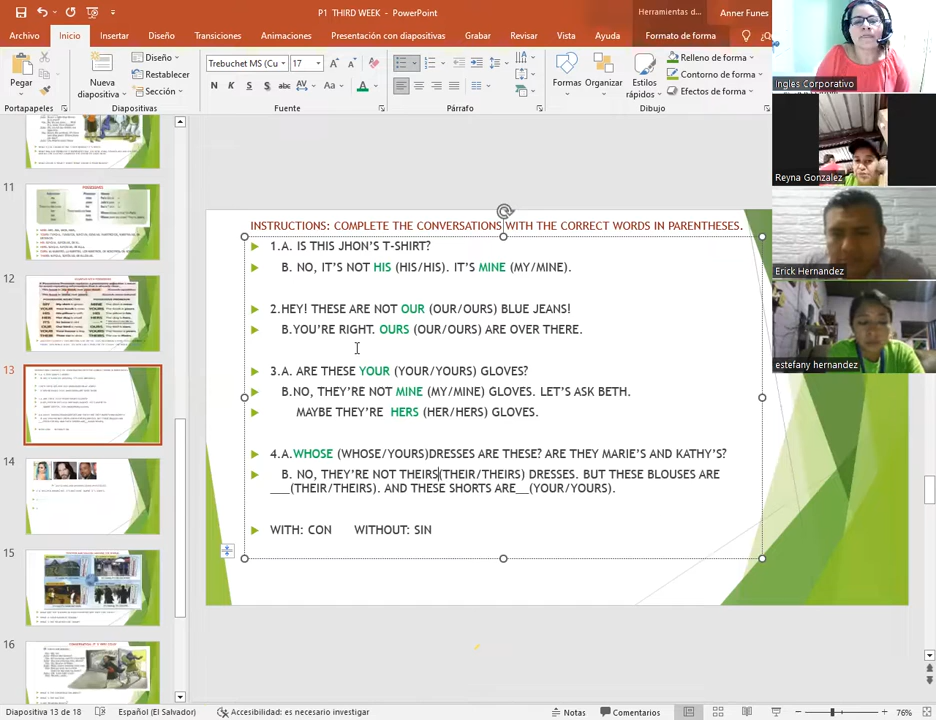 P1 THIRD WEEK - PowerPoint
Herramientas d...
Anner Funes
Archivo Inicio Insertar Diseño Transiciones Animaciones Presentación con diapositivas Grabar Revisar Vista Ayuda Formato de forma
Pegar
Nueva diapositiva
Diseño
Restablecer
Sección
Trebuchet MS (Cu
17
N K S abc AV
Aa A
Formas
Organizar
Estilos rápidos
Relleno de forma
Contorno de forma
Efectos de forma
Portapapeles
Diapositivas
Fuente
Párrafo
Dibujo
Inglés Corporativo
Reyna Gonzalez
Erick Hernandez
estefany hernandez
11
12
13
14
15
16
INSTRUCTIONS: COMPLETE THE CONVERSATIONS WITH THE CORRECT WORDS IN PARENTHESES.
1.A. IS THIS JHON'S T-SHIRT?
B. NO, IT'S NOT HIS (HIS/HIS). IT'S MINE (MY/MINE).
2.HEY! THESE ARE NOT OUR (OUR/OURS) BLUE JEANS!
B.YOU'RE RIGHT. OURS (OUR/OURS) ARE OVER THERE.
3.A. ARE THESE YOUR (YOUR/YOURS) GLOVES?
B.NO, THEY'RE NOT MINE (MY/MINE) GLOVES. LET'S ASK BETH.
MAYBE THEY'RE HERS (HER/HERS) GLOVES.
4.A.WHOSE (WHOSE/YOURS)DRESSES ARE THESE? ARE THEY MARIE'S AND KATHY'S?
B. NO, THEY'RE NOT THEIRS(THEIR/THEIRS) DRESSES. BUT THESE BLOUSES ARE
___(THEIR/THEIRS). AND THESE SHORTS ARE__(YOUR/YOURS).
WITH: CON WITHOUT: SIN
Diapositiva 13 de 18
Español (El Salvador)
Accesibilidad: es necesario investigar
Notas
Comentarios
76%